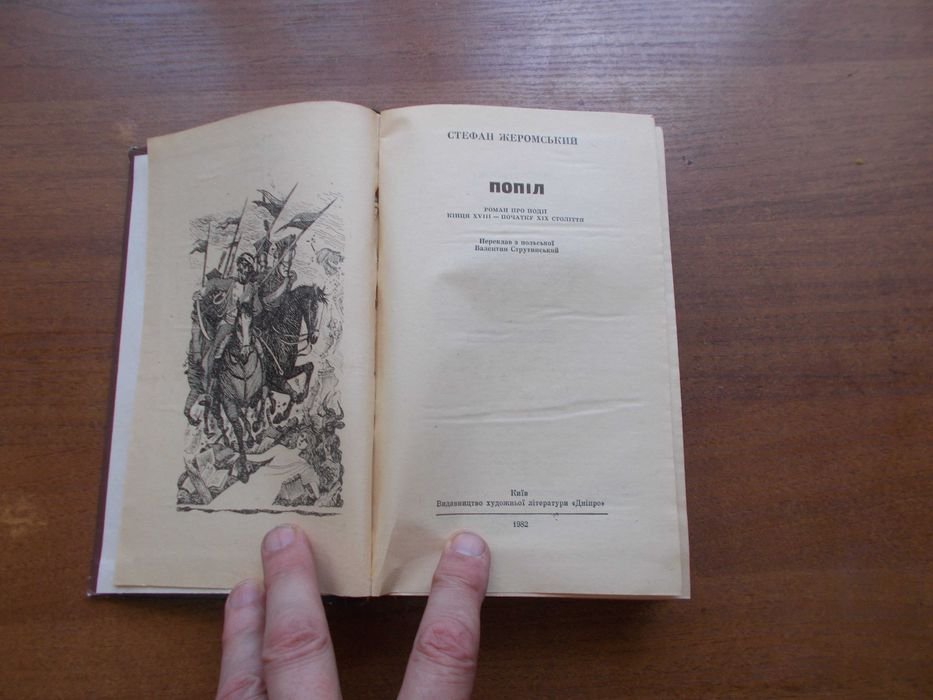 СТЕФАН ЖЕРОМСЬКИЙ
ПОПІЛ
РОМАН ПРО ПОДІЇ
КІНЦЯ XVIII — ПОЧАТКУ XIX СТОЛІТТЯ
Переклав з польської
Валентин Струтинський
Київ
Видавництво художньої літератури «Дніпро»
1982